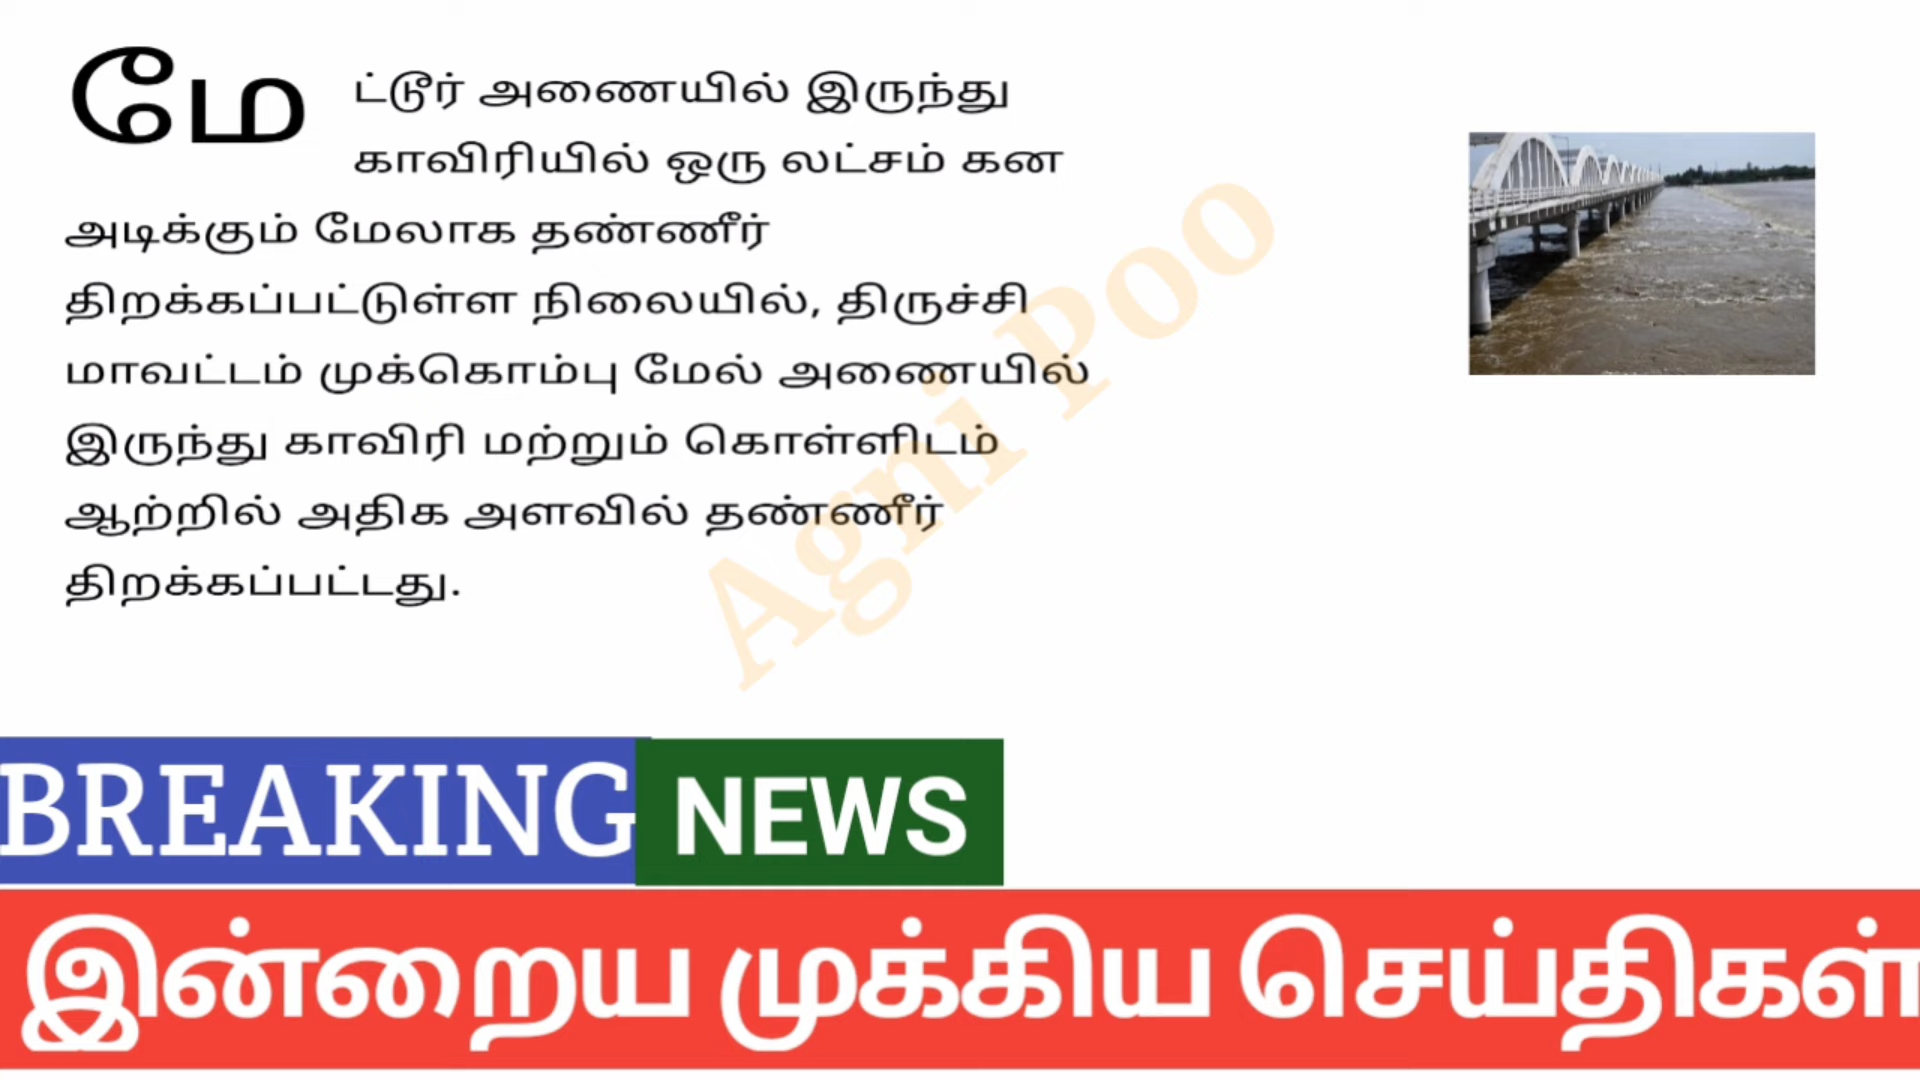 மேட்டூர் அணையில் இருந்து
காவிரியில் ஒரு லட்சம் கன
அடிக்கும் மேலாக தண்ணீர்
திறக்கப்பட்டுள்ள நிலையில், திருச்சி
மாவட்டம் முக்கொம்பு மேல் அணையில்
இருந்து காவிரி மற்றும் கொள்ளிடம்
ஆற்றில் அதிக அளவில் தண்ணீர்
திறக்கப்பட்டது.
Agni Poo
BREAKING NEWS
இன்றைய முக்கிய செய்திகள்